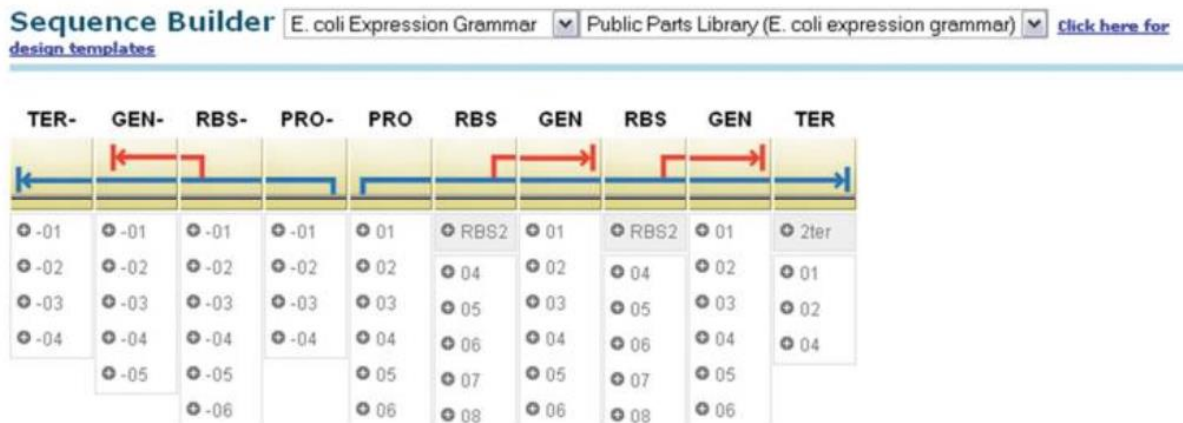 Sequence Builder E. coli Expression Grammar Public Parts Library (E. coli expression grammar) Click here for
design templates
TER- GEN- RBS- PRO- PRO RBS GEN RBS GEN TER
-01 -01 -01 -01 01 RBS2 01 RBS2 01 2ter
-02 -02 -02 -02 02 04 02 04 02 01
-03 -03 -03 -03 03 05 03 05 03 02
-04 -04 -04 -04 04 06 04 06 04 04
-05 -05 05 07 05 07 05
-06 06 08 06 08 06